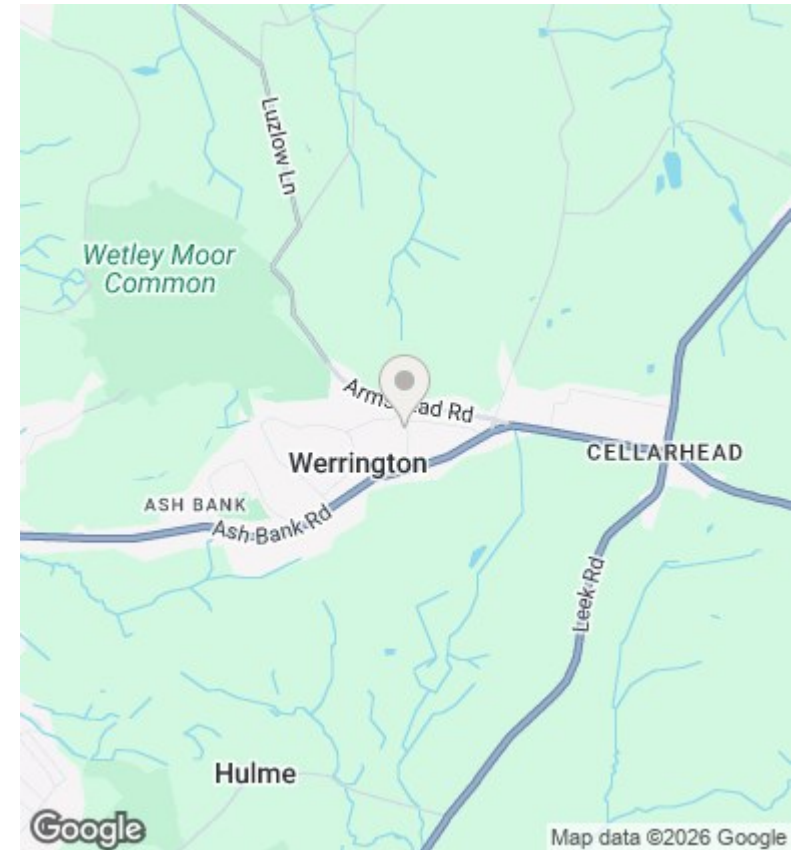 Luzlow Ln
Wetley Moor
Common
Rd
Werrington
CELLARHEAD
ASH BANK
Ash Bank Rd
Leek Rd
Hulme
Google
Map data ©2026 Google